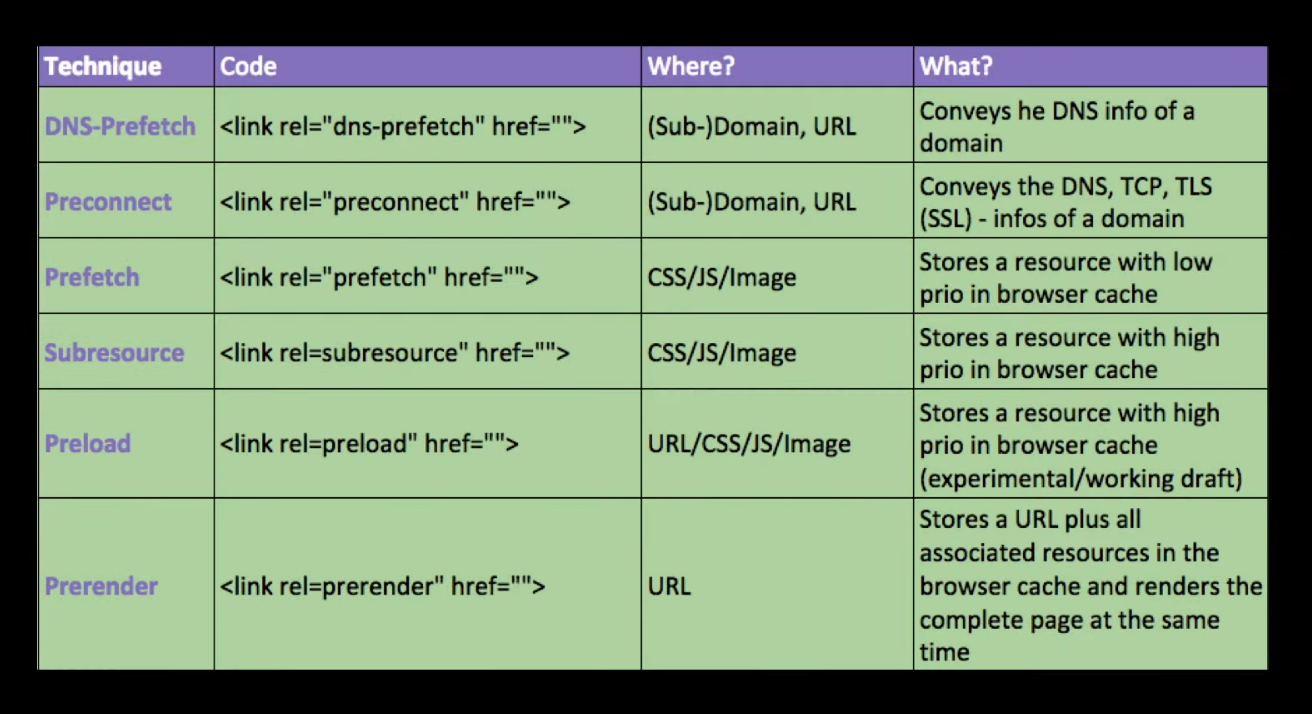 Technique Code Where? What?
DNS-Prefetch <link rel="dns-prefetch" href=""> (Sub-)Domain, URL Conveys he DNS info of a
domain
Preconnect <link rel="preconnect" href=""> (Sub-)Domain, URL Conveys the DNS, TCP, TLS
(SSL) - infos of a domain
Prefetch <link rel="prefetch" href=""> CSS/JS/Image Stores a resource with low
prio in browser cache
Subresource <link rel=subresource" href=""> CSS/JS/Image Stores a resource with high
prio in browser cache
Preload <link rel=preload" href=""> URL/CSS/JS/Image Stores a resource with high
prio in browser cache
(experimental/working draft)
Prerender <link rel=prerender" href=""> URL Stores a URL plus all
associated resources in the
browser cache and renders the
complete page at the same
time